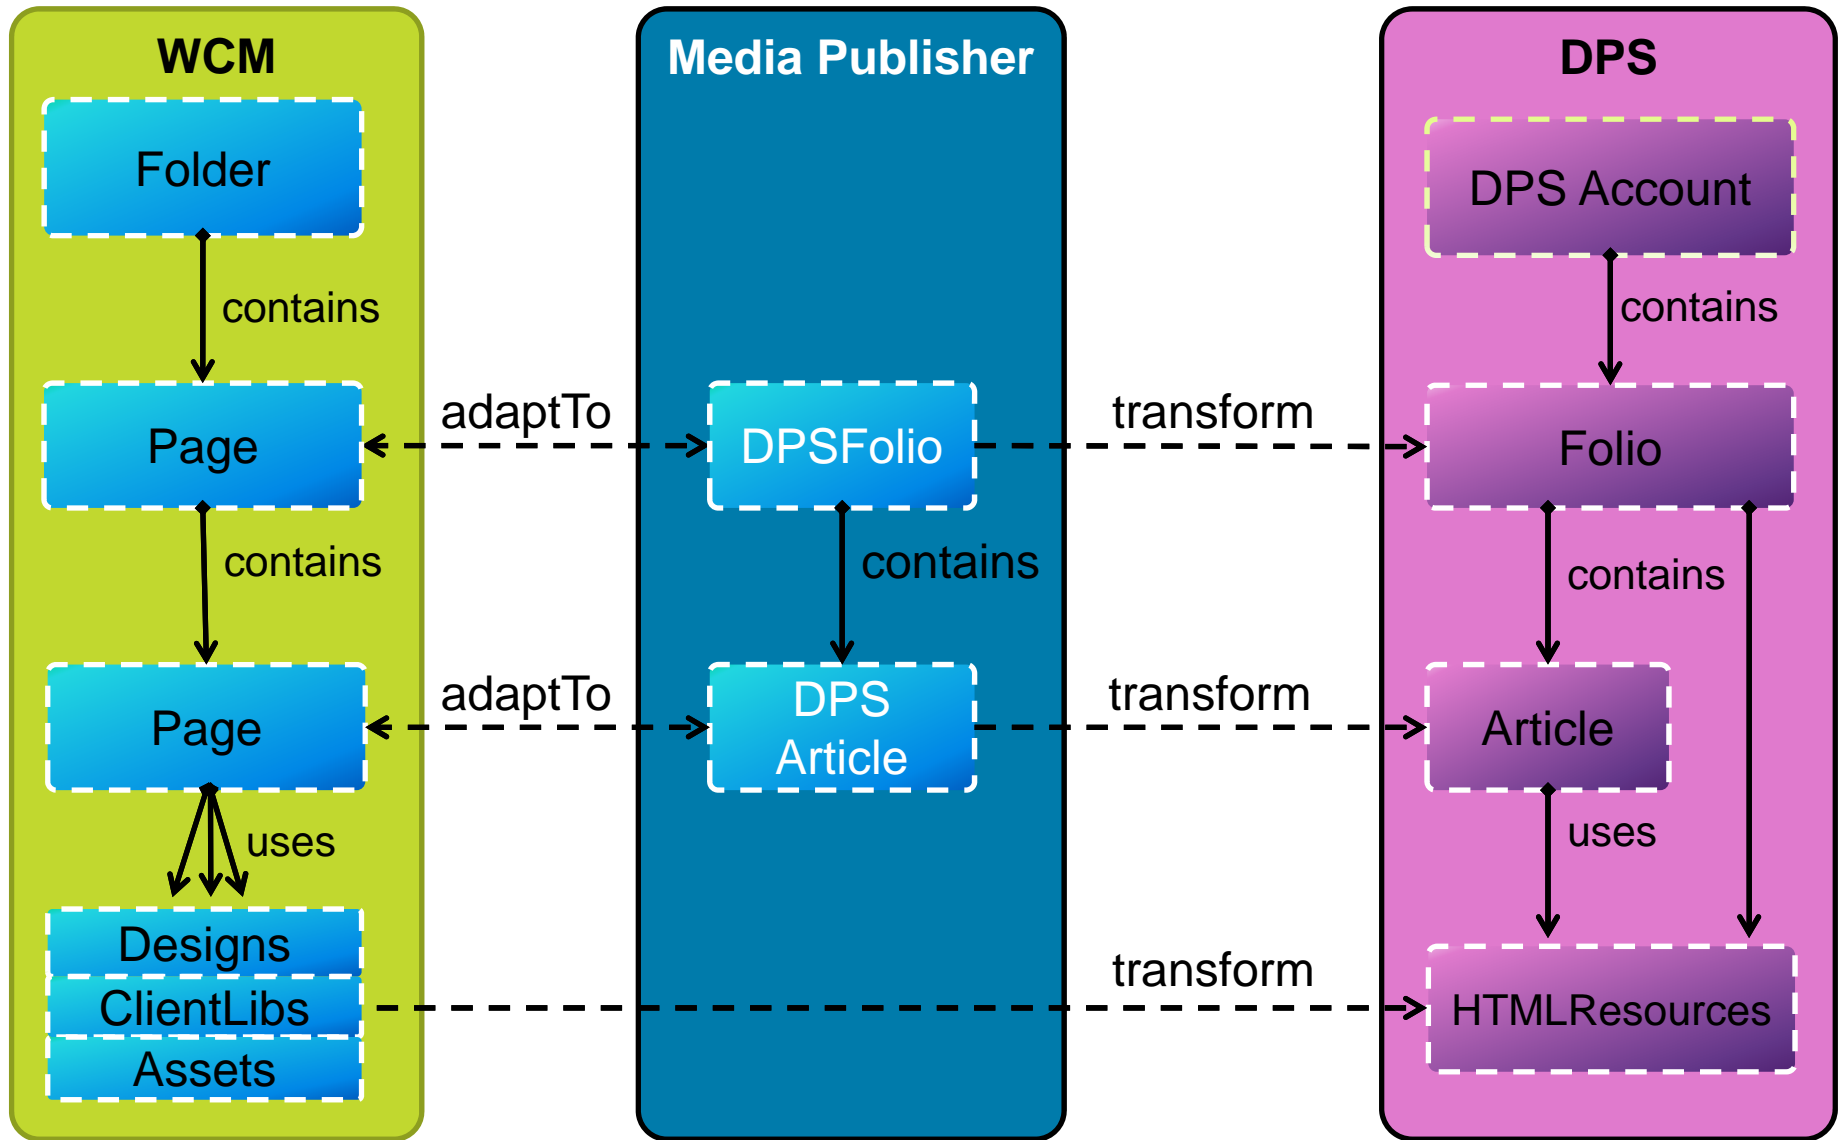 WCM
Media Publisher
DPS
Folder
DPS Account
contains
contains
Page
adaptTo
DPSFolio
transform
Folio
contains
contains
contains
Page
adaptTo
DPS
Article
transform
Article
uses
uses
Designs
ClientLibs
Assets
transform
HTMLResources